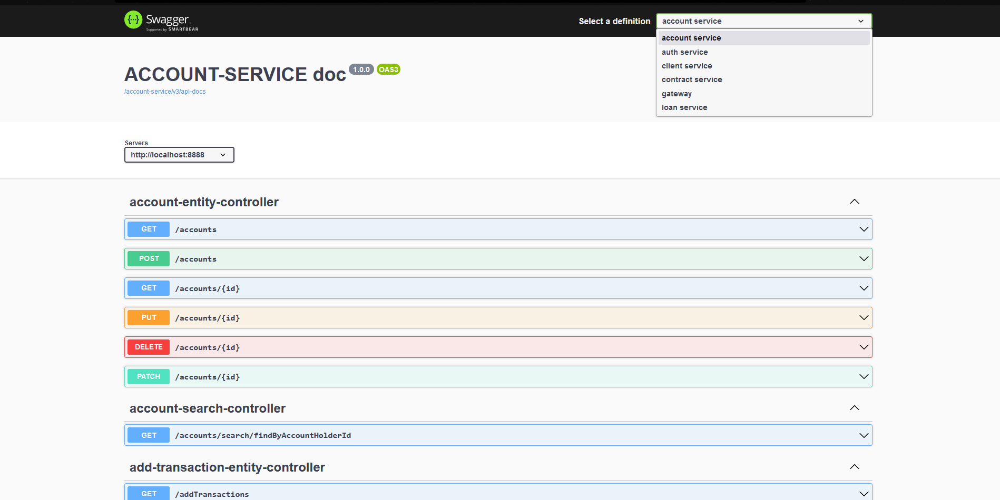 Swagger
Supported by SMARTBEAR
Select a definition
account service
account service
auth service
client service
contract service
gateway
loan service
ACCOUNT-SERVICE doc 1.0.0 OAS3
/account-service/v3/api-docs
Servers
http://localhost:8888
account-entity-controller
GET /accounts
POST /accounts
GET /accounts/{id}
PUT /accounts/{id}
DELETE /accounts/{id}
PATCH /accounts/{id}
account-search-controller
GET /accounts/search/findByAccountHolderId
add-transaction-entity-controller
GET /addTransactions